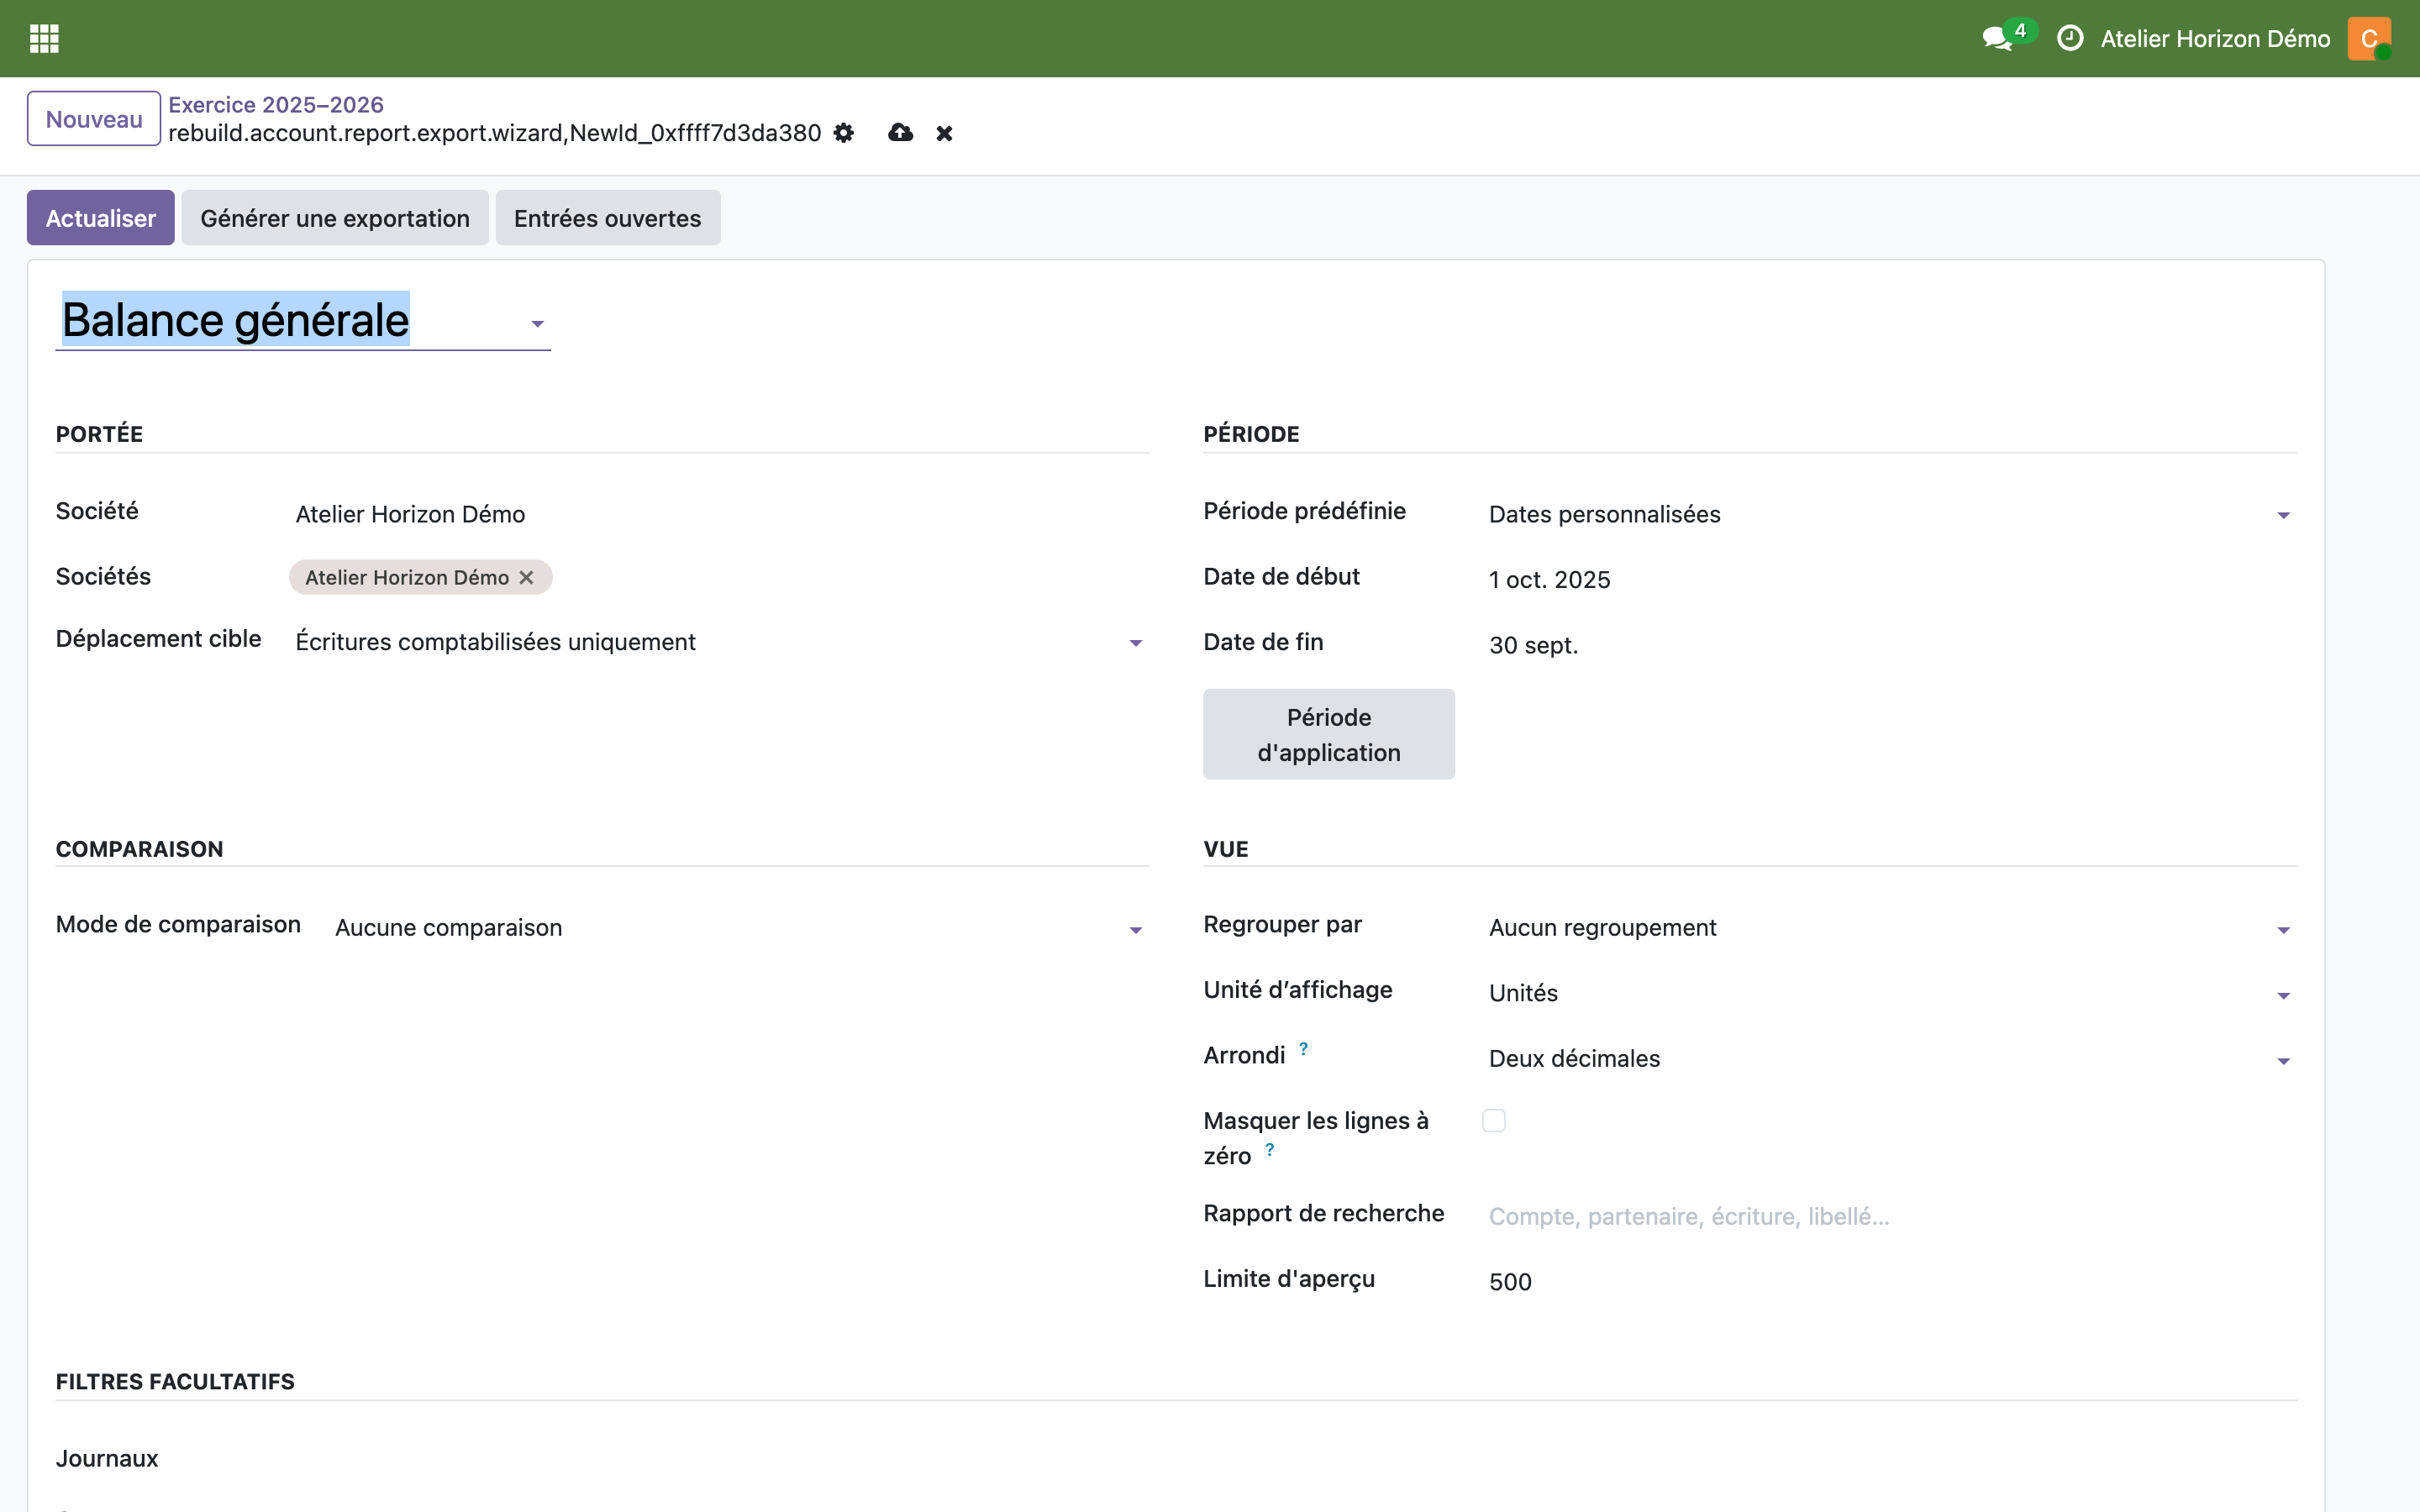 4
Atelier Horizon Démo
C
Nouveau
Exercice 2025–2026
rebuild.account.report.export.wizard,NewId_0xffff7d3da380
Actualiser
Générer une exportation
Entrées ouvertes
Balance générale
PORTÉE
Société
Atelier Horizon Démo
Sociétés
Atelier Horizon Démo
Déplacement cible
Écritures comptabilisées uniquement
PÉRIODE
Période prédéfinie
Dates personnalisées
Date de début
1 oct. 2025
Date de fin
30 sept.
Période
d'application
COMPARAISON
Mode de comparaison
Aucune comparaison
VUE
Regrouper par
Aucun regroupement
Unité d’affichage
Unités
Arrondi ?
Deux décimales
Masquer les lignes à
zéro ?
Rapport de recherche
Compte, partenaire, écriture, libellé...
Limite d'aperçu
500
FILTRES FACULTATIFS
Journaux